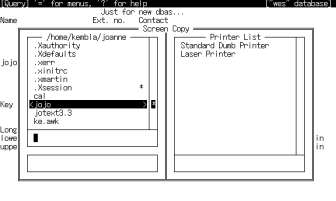 [Query] '=' for menus, '?' for help ["wes" database]
Just for new dbas...
Name Ext. no. Contact
Screen Copy
/home/kembla/joanne
Printer List
.Xauthority
.Xdefaults
.xerr
.xinitrc
.xmartin
.Xsession *
cal
<jojo> *
jotext3.3
ke.awk
Standard Dumb Printer
Laser Printer
jojo
Key
Long
lowe in
uppe in